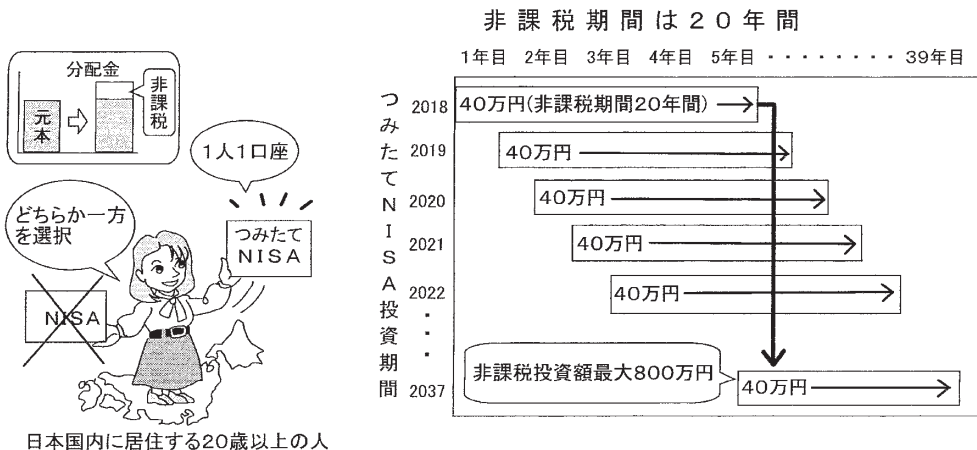 分配金
元本
非課税
1人1口座
どちらか一方
を選択
つみたて
NISA
NISA
日本国内に居住する20歳以上の人
非課税期間は20年間
1年目 2年目 3年目 4年目 5年目 ・・・・・・・・ 39年目
つみたてNISA投資期間
2018 40万円(非課税期間20年間)
2019 40万円
2020 40万円
2021 40万円
2022 40万円
・
・
・
非課税投資額最大800万円
2037 40万円